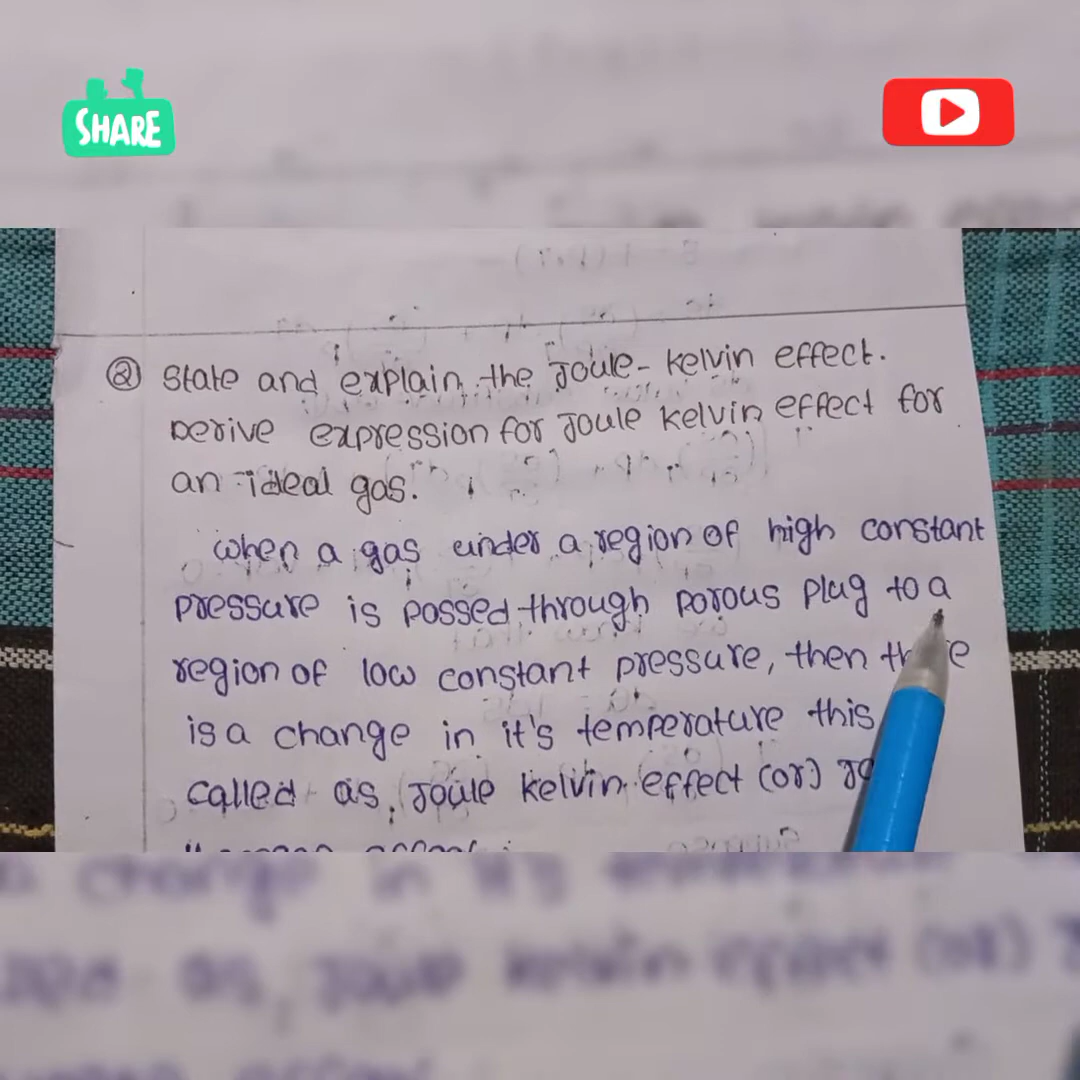 SHARE
② State and explain the Joule-Kelvin effect.
Derive expression for Joule Kelvin effect for
an ideal gas.
when a gas under a region of high constant
pressure is possed through porous plug to a
region of low constant pressure, then there
is a change in it's temperature this
called as Joule Kelvin effect (or)